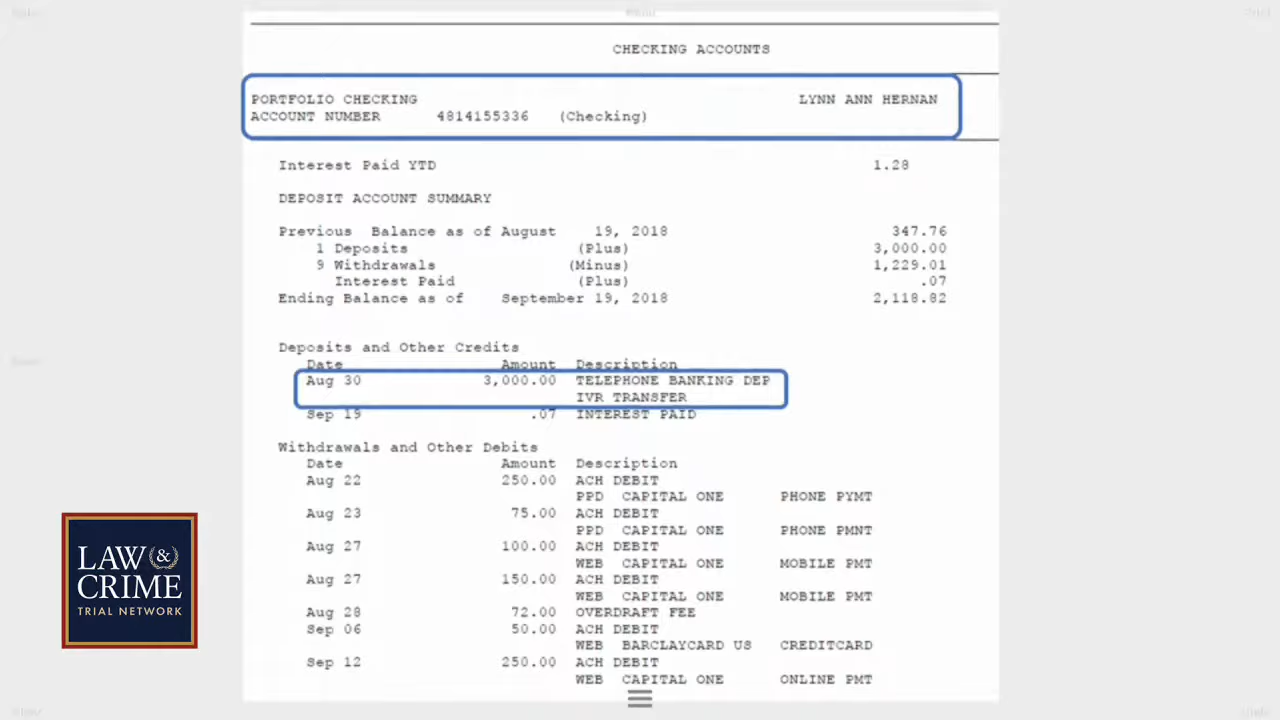 CHECKING ACCOUNTS
PORTFOLIO CHECKING LYNN ANN HERNAN
ACCOUNT NUMBER 4814155336 (Checking)
Interest Paid YTD 1.28
DEPOSIT ACCOUNT SUMMARY
Previous Balance as of August 19, 2018 347.76
1 Deposits (Plus) 3,000.00
9 Withdrawals (Minus) 1,229.01
Interest Paid (Plus) .07
Ending Balance as of September 19, 2018 2,118.82
Deposits and Other Credits
Date Amount Description
Aug 30 3,000.00 TELEPHONE BANKING DEP
IVR TRANSFER
Sep 19 .07 INTEREST PAID
Withdrawals and Other Debits
Date Amount Description
Aug 22 250.00 ACH DEBIT
PPD CAPITAL ONE PHONE PYMT
Aug 23 75.00 ACH DEBIT
PPD CAPITAL ONE PHONE PMNT
Aug 27 100.00 ACH DEBIT
WEB CAPITAL ONE MOBILE PMT
Aug 27 150.00 ACH DEBIT
WEB CAPITAL ONE MOBILE PMT
Aug 28 72.00 OVERDRAFT FEE
Sep 06 50.00 ACH DEBIT
WEB BARCLAYCARD US CREDITCARD
Sep 12 250.00 ACH DEBIT
WEB CAPITAL ONE ONLINE PMT
LAW &
CRIME
TRIAL NETWORK